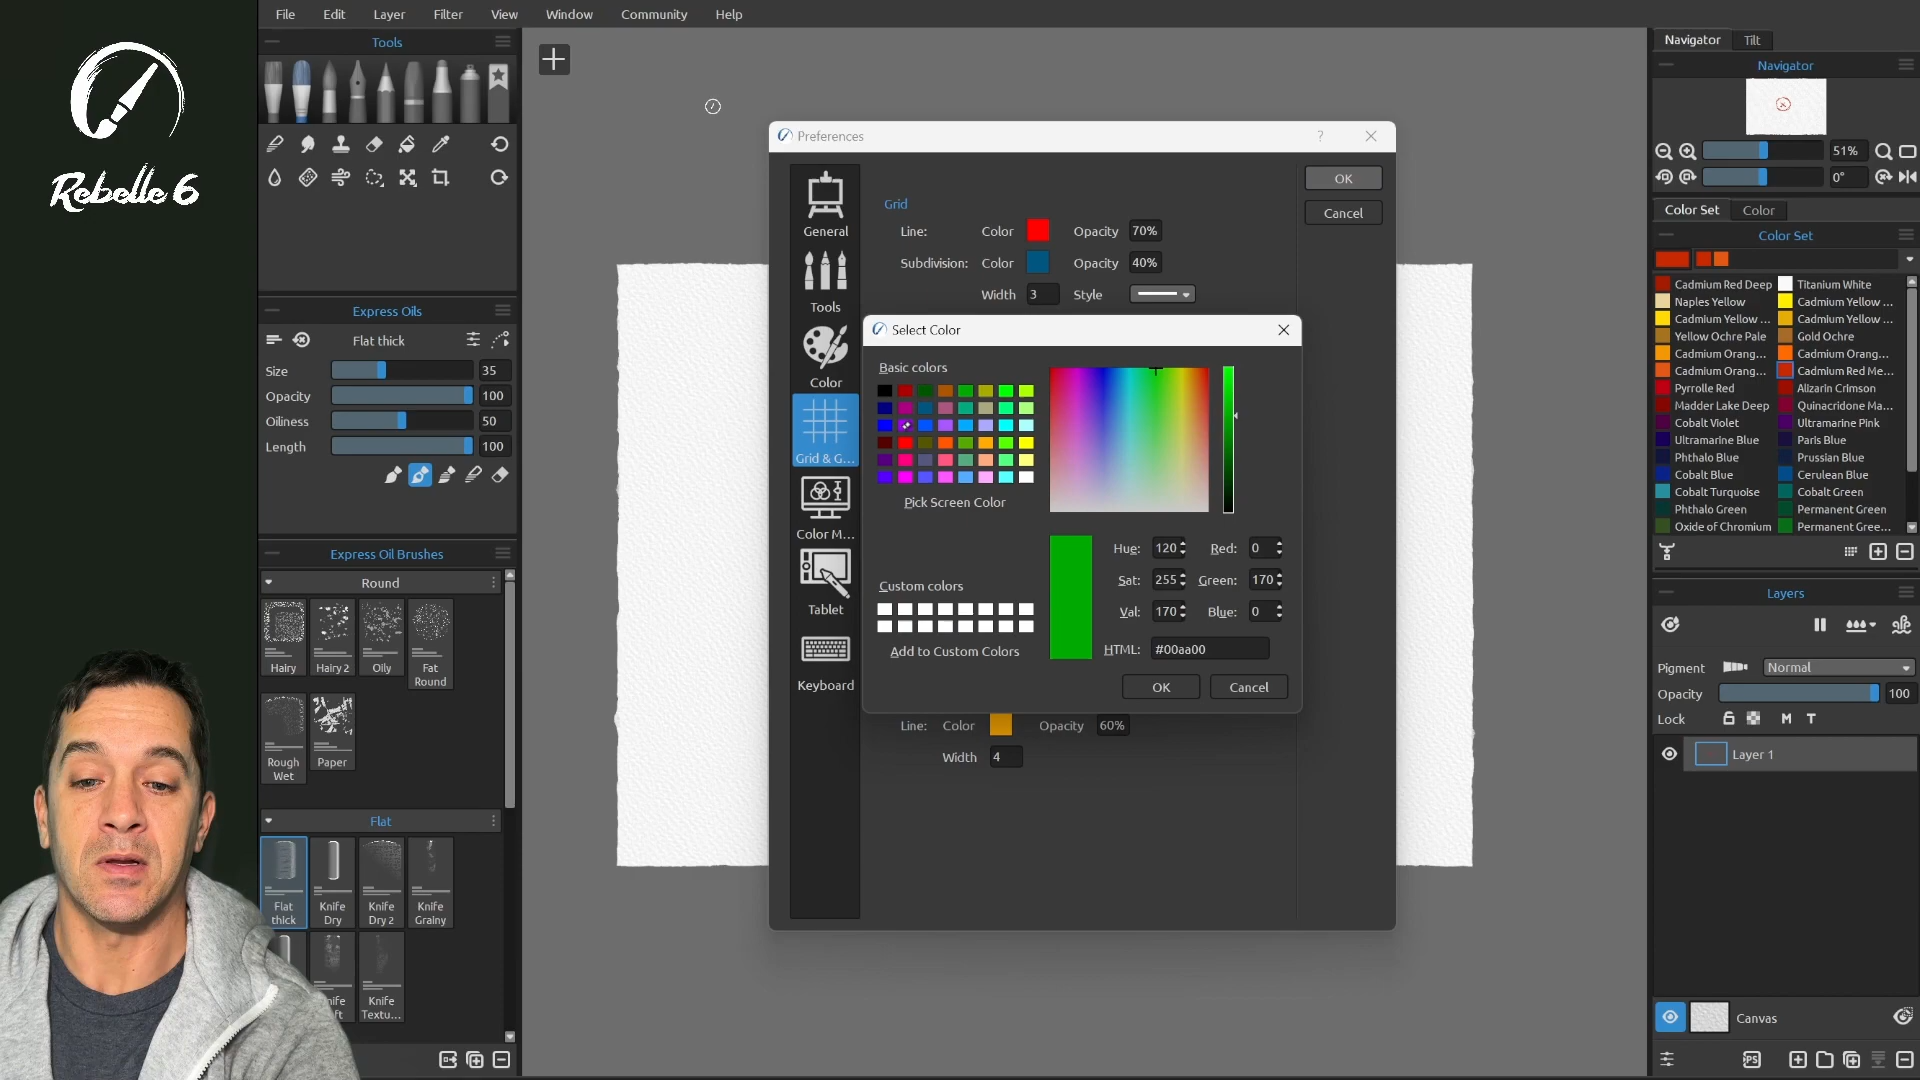 Rebelle 6
File Edit Layer Filter View Window Community Help
Tools
Express Oils
Flat thick
Size 35
Opacity 100
Oiliness 50
Length 100
Express Oil Brushes
Round
Hairy Hairy 2 Oily Fat Round
Rough Wet Paper
Flat
Flat thick Knife Dry Knife Dry 2 Knife Grainy
Knife Textu...
Preferences ?
General
Tools
Color
Grid & G...
Color M...
Tablet
Keyboard
OK
Cancel
Grid
Line: Color Opacity 70%
Subdivision: Color Opacity 40%
Width 3 Style
Select Color
Basic colors
Pick Screen Color
Custom colors
Add to Custom Colors
Hue: 120 Red: 0
Sat: 255 Green: 170
Val: 170 Blue: 0
HTML: #00aa00
OK Cancel
Line: Color Opacity 60%
Width 4
Navigator Tilt
Navigator
51%
0°
Color Set Color
Color Set
Cadmium Red Deep Titanium White
Naples Yellow Cadmium Yellow ...
Cadmium Yellow ... Cadmium Yellow ...
Yellow Ochre Pale Gold Ochre
Cadmium Orang... Cadmium Orang...
Cadmium Orang... Cadmium Red Me...
Pyrrolle Red Alizarin Crimson
Madder Lake Deep Quinacridone Ma...
Cobalt Violet Ultramarine Pink
Ultramarine Blue Paris Blue
Phthalo Blue Prussian Blue
Cobalt Blue Cerulean Blue
Cobalt Turquoise Cobalt Green
Phthalo Green Permanent Green
Oxide of Chromium Permanent Gree...
Layers
Pigment Normal
Opacity 100
Lock M T
Layer 1
Canvas
PS